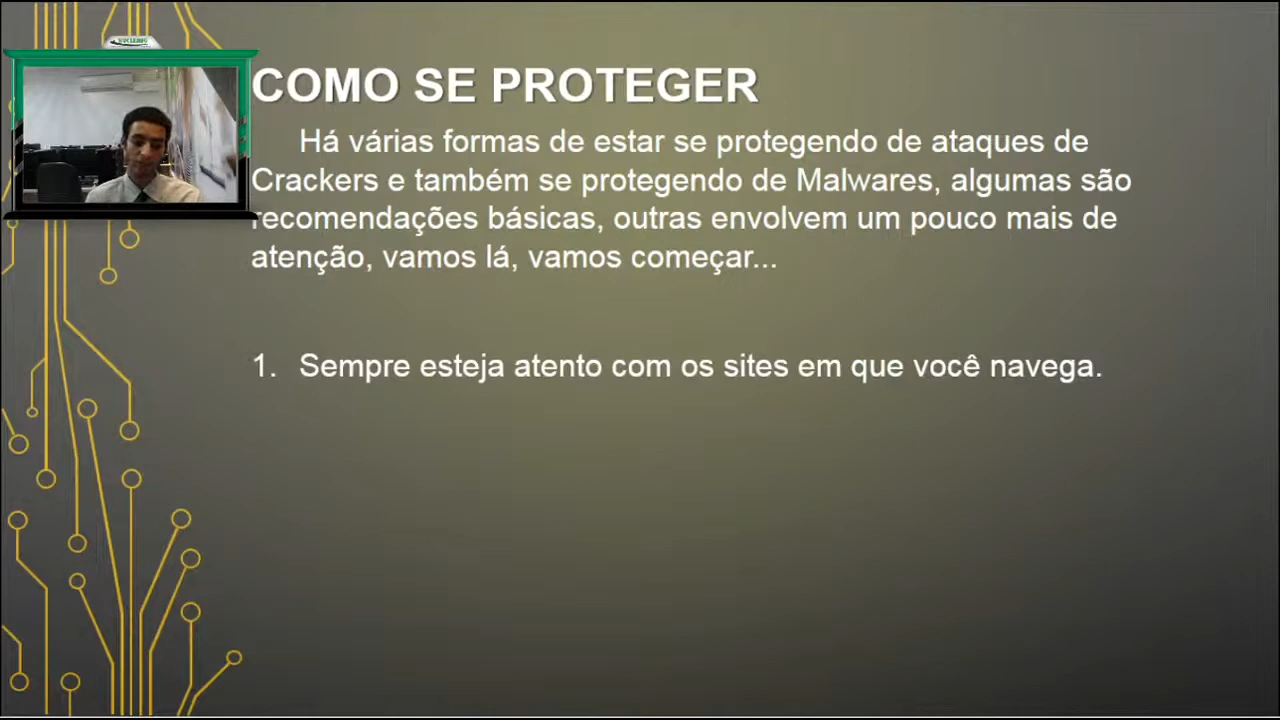 COMO SE PROTEGER
Há várias formas de estar se protegendo de ataques de
Crackers e também se protegendo de Malwares, algumas são
recomendações básicas, outras envolvem um pouco mais de
atenção, vamos lá, vamos começar...
1. Sempre esteja atento com os sites em que você navega.